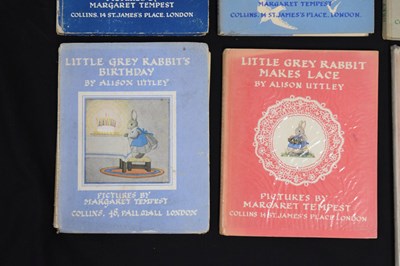 MARGARET TEMPEST
COLLINS, 14 ST. JAMES'S PLACE, LONDON
MARGARET TEMPEST
COLLINS, 14 ST. JAMES'S PLACE, LONDON.
LITTLE GREY RABBIT'S
BIRTHDAY
BY ALISON UTTLEY
PICTURES BY
MARGARET TEMPEST
COLLINS, 48, PALL MALL LONDON
LITTLE GREY RABBIT
MAKES LACE
BY ALISON UTTLEY
PICTURES BY
MARGARET TEMPEST
COLLINS 14 ST. JAMES'S PLACE, LONDON